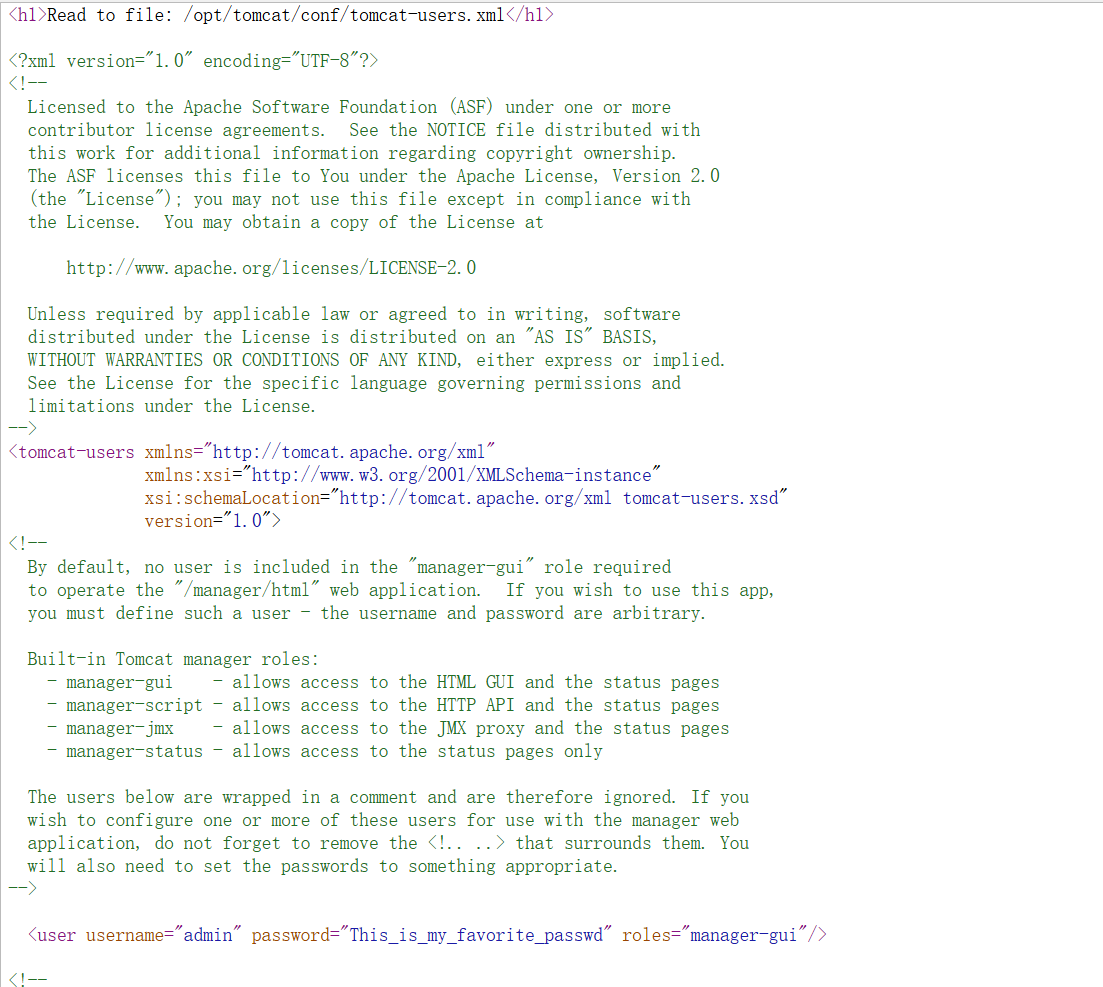 <h1>Read to file: /opt/tomcat/conf/tomcat-users.xml</h1>
<?xml version="1.0" encoding="UTF-8"?>
<!--
Licensed to the Apache Software Foundation (ASF) under one or more
contributor license agreements.  See the NOTICE file distributed with
this work for additional information regarding copyright ownership.
The ASF licenses this file to You under the Apache License, Version 2.0
(the "License"); you may not use this file except in compliance with
the License.  You may obtain a copy of the License at
http://www.apache.org/licenses/LICENSE-2.0
Unless required by applicable law or agreed to in writing, software
distributed under the License is distributed on an "AS IS" BASIS,
WITHOUT WARRANTIES OR CONDITIONS OF ANY KIND, either express or implied.
See the License for the specific language governing permissions and
limitations under the License.
-->
<tomcat-users xmlns="http://tomcat.apache.org/xml"
xmlns:xsi="http://www.w3.org/2001/XMLSchema-instance"
xsi:schemaLocation="http://tomcat.apache.org/xml tomcat-users.xsd"
version="1.0">
<!--
By default, no user is included in the "manager-gui" role required
to operate the "/manager/html" web application.  If you wish to use this app,
you must define such a user - the username and password are arbitrary.
Built-in Tomcat manager roles:
- manager-gui    - allows access to the HTML GUI and the status pages
- manager-script - allows access to the HTTP API and the status pages
- manager-jmx    - allows access to the JMX proxy and the status pages
- manager-status - allows access to the status pages only
The users below are wrapped in a comment and are therefore ignored. If you
wish to configure one or more of these users for use with the manager web
application, do not forget to remove the <!.. ..> that surrounds them. You
will also need to set the passwords to something appropriate.
-->
<user username="admin" password="This_is_my_favorite_passwd" roles="manager-gui"/>
<!--